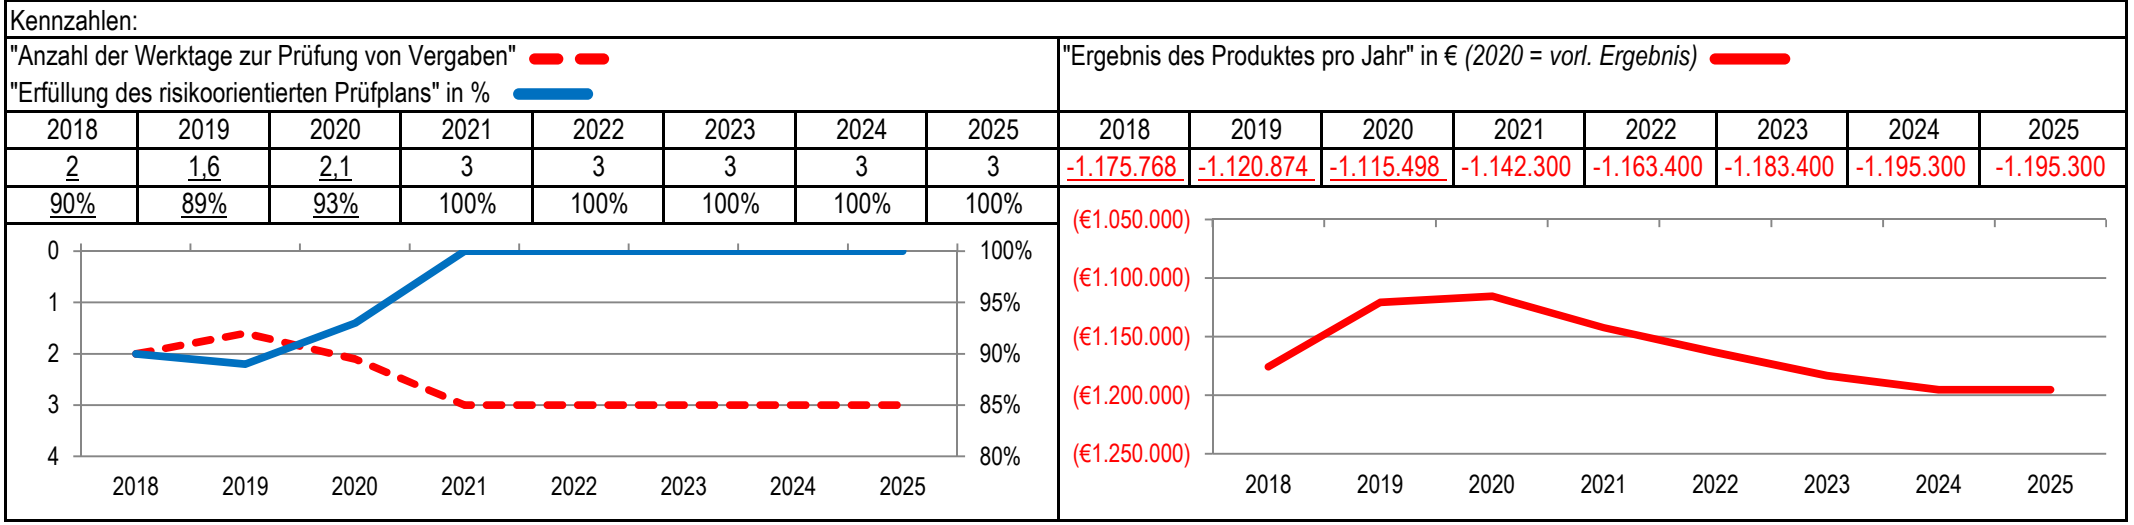 Kennzahlen:
"Anzahl der Werktage zur Prüfung von Vergaben"
"Erfüllung des risikoorientierten Prüfplans" in %
"Ergebnis des Produktes pro Jahr" in € (2020 = vorl. Ergebnis)
2018 2019 2020 2021 2022 2023 2024 2025
2 1,6 2,1 3 3 3 3 3
90% 89% 93% 100% 100% 100% 100% 100%
0
1
2
3
4
100%
95%
90%
85%
80%
2018 2019 2020 2021 2022 2023 2024 2025
2018 2019 2020 2021 2022 2023 2024 2025
-1.175.768 -1.120.874 -1.115.498 -1.142.300 -1.163.400 -1.183.400 -1.195.300 -1.195.300
(€1.050.000)
(€1.100.000)
(€1.150.000)
(€1.200.000)
(€1.250.000)
2018 2019 2020 2021 2022 2023 2024 2025